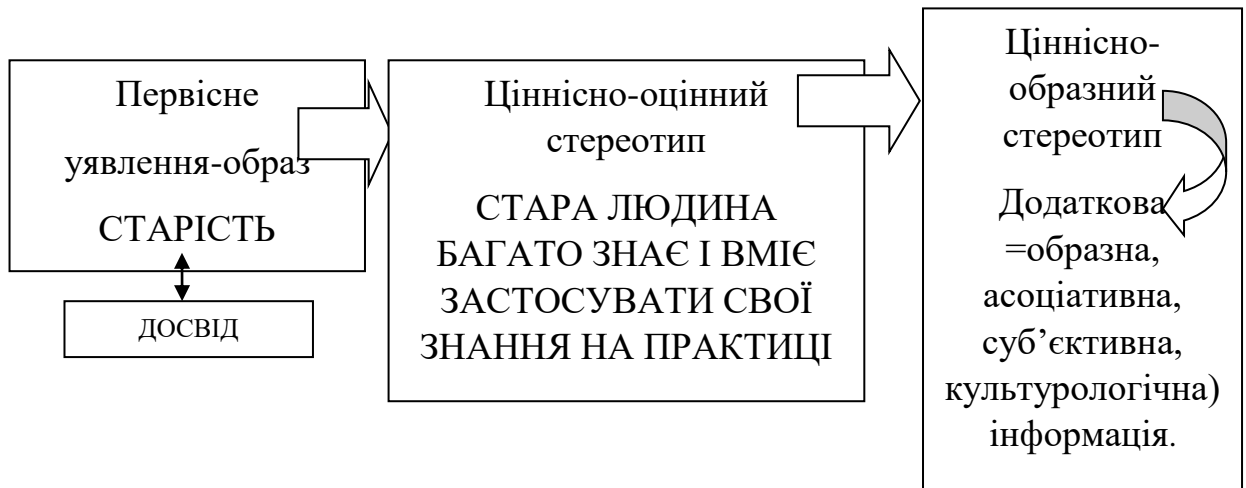 Первісне
уявлення-образ
СТАРІСТЬ
ДОСВІД
Ціннісно-оцінний
стереотип
СТАРА ЛЮДИНА
БАГАТО ЗНАЄ І ВМІЄ
ЗАСТОСУВАТИ СВОЇ
ЗНАННЯ НА ПРАКТИЦІ
Ціннісно-
образний
стереотип
Додаткова
=образна,
асоціативна,
суб’єктивна,
культурологічна)
інформація.